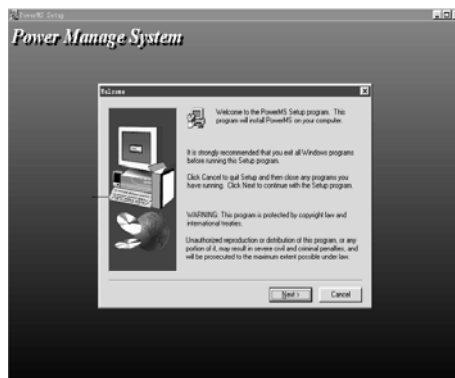 PowerMS Setup
Power Manage System
Welcome
Welcome to the PowerMS Setup program. This
program will install PowerMS on your computer.
It is strongly recommended that you exit all Windows programs
before running this Setup program.
Click Cancel to quit Setup and then close any programs you
have running. Click Next to continue with the Setup program.
WARNING: This program is protected by copyright law and
international treaties.
Unauthorized reproduction or distribution of this program, or any
portion of it, may result in severe civil and criminal penalties, and
will be prosecuted to the maximum extent possible under law.
Next >
Cancel